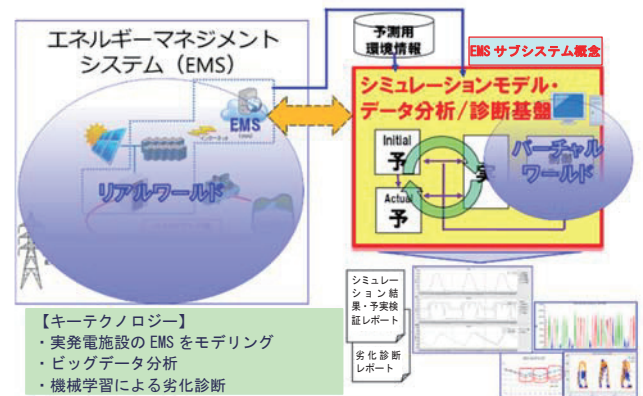 エネルギーマネジメント
システム（EMS）
EMS
インターネット
リアルワールド
予測用
環境情報
EMS サブシステム概念
シミュレーションモデル・
データ分析/診断基盤
Initial
予
実
Actual
予
バーチャル
ワールド
シミュレー
ション結
果・予実検
証レポート
劣化診断
レポート
【キーテクノロジー】
・実発電施設の EMS をモデリング
・ビッグデータ分析
・機械学習による劣化診断